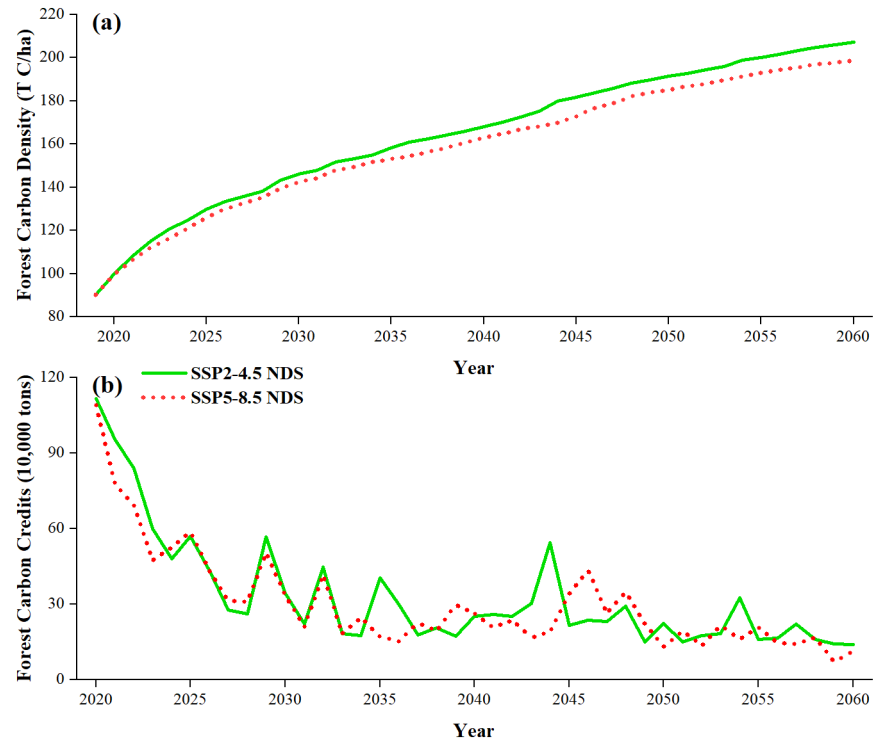 (a)
Forest Carbon Density (T C/ha)
220
200
180
160
140
120
100
80
2020 2025 2030 2035 2040 2045 2050 2055 2060
Year
(b)
SSP2-4.5 NDS
SSP5-8.5 NDS
Forest Carbon Credits (10,000 tons)
120
90
60
30
0
2020 2025 2030 2035 2040 2045 2050 2055 2060
Year